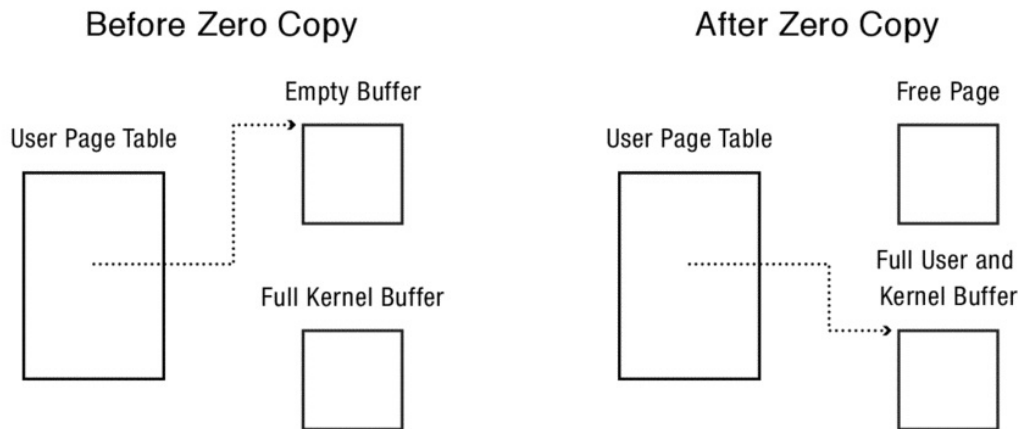 Before Zero Copy
Empty Buffer
User Page Table
Full Kernel Buffer
After Zero Copy
Free Page
User Page Table
Full User and
Kernel Buffer